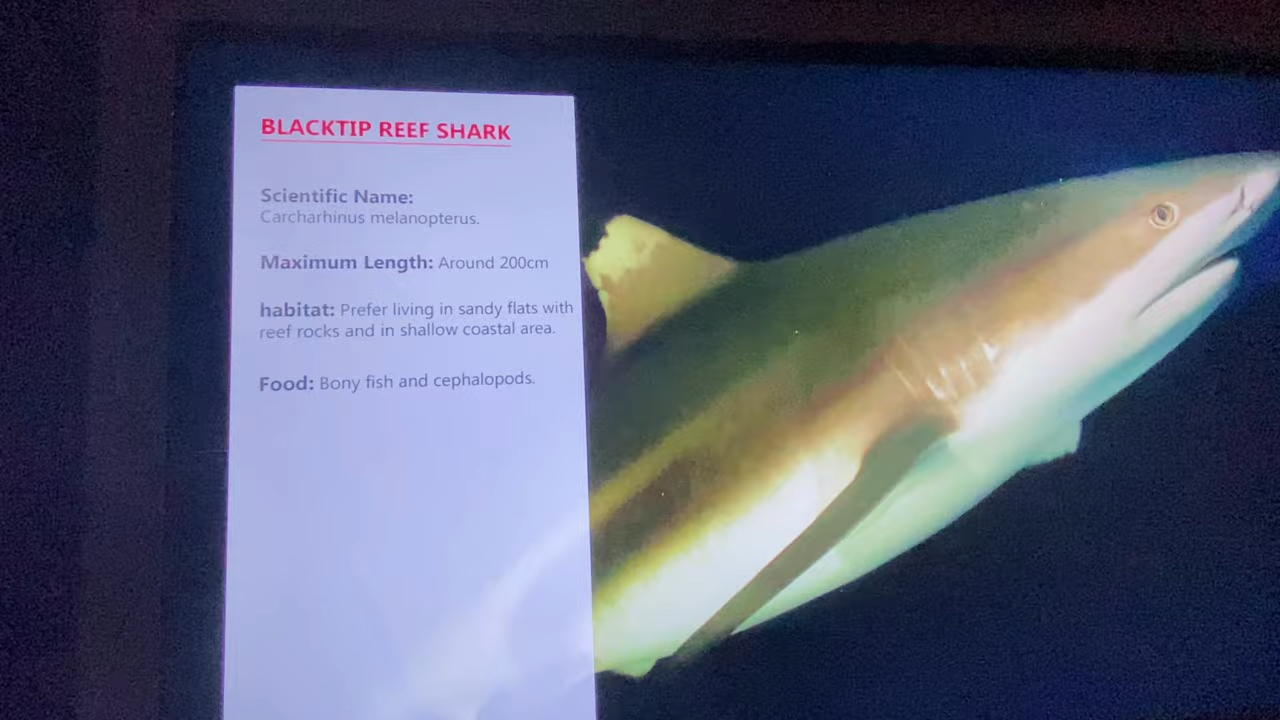 BLACKTIP REEF SHARK
Scientific Name:
Carcharhinus melanopterus.
Maximum Length: Around 200cm
habitat: Prefer living in sandy flats with
reef rocks and in shallow coastal area.
Food: Bony fish and cephalopods.